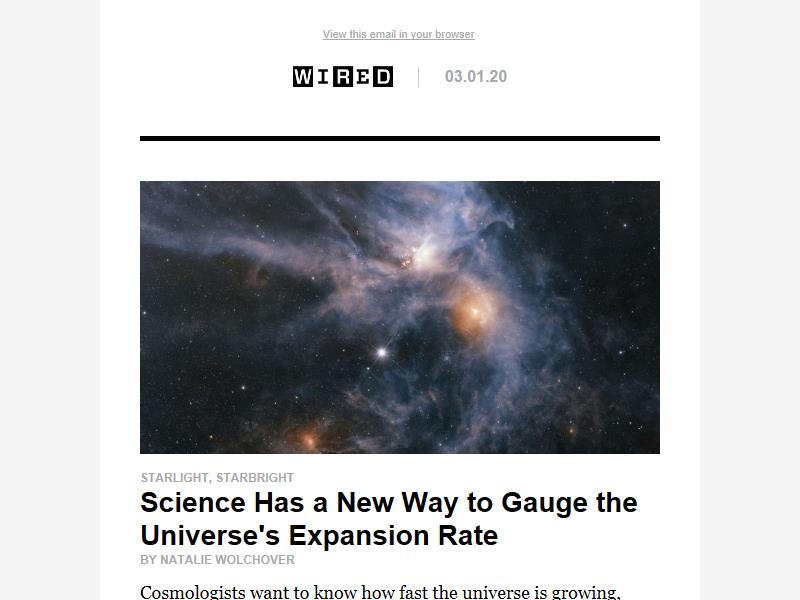 View this email in your browser
WIRED 03.01.20
STARLIGHT, STARBRIGHT
Science Has a New Way to Gauge the
Universe's Expansion Rate
BY NATALIE WOLCHOVER
Cosmologists want to know how fast the universe is growing,